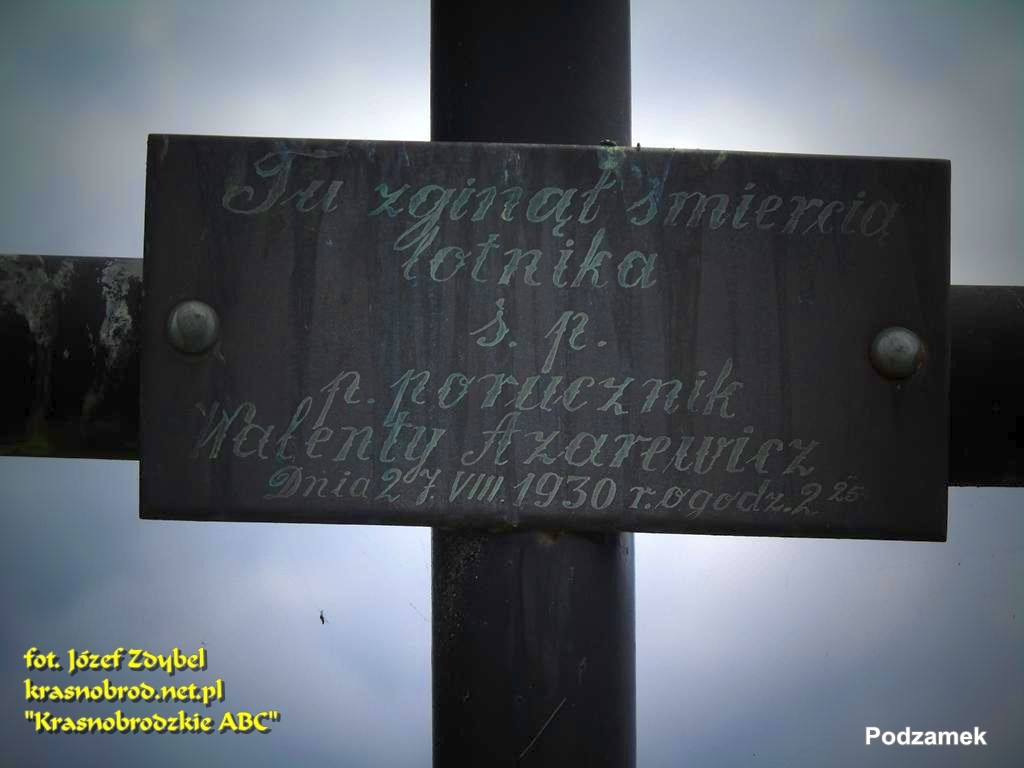 Tu zginął śmiercią
lotnika
ś. p.
p. porucznik
Walenty Azarewicz
Dnia 27. VIII. 1930 r. o godz. 2 25
fot. Józef Zdybel
krasnobrod.net.pl
"Krasnobrodzkie ABC"
Podzamek